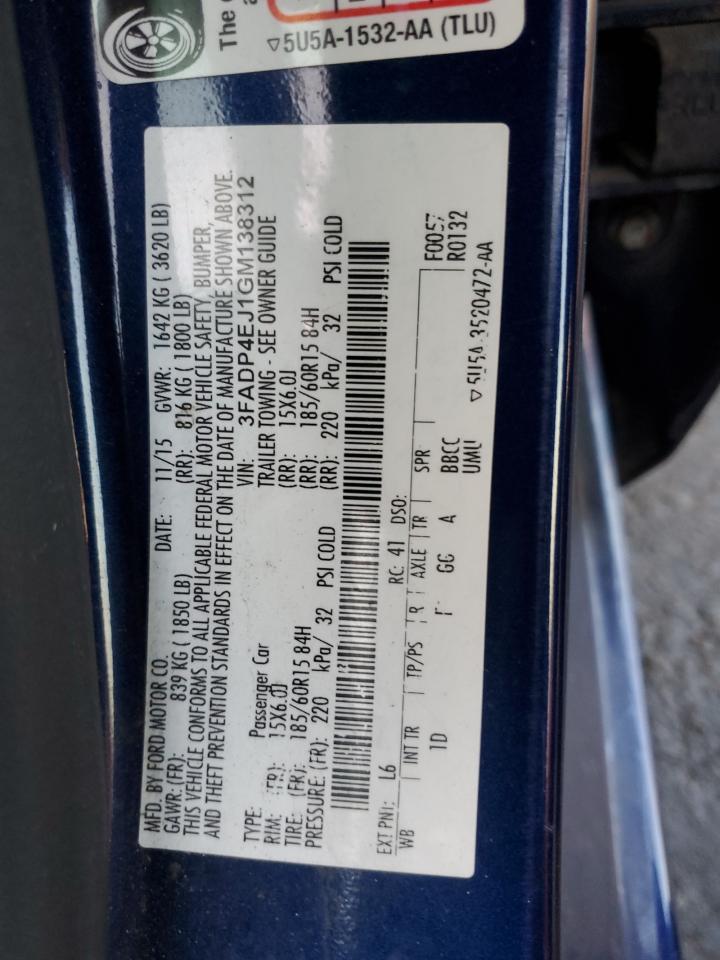 The
5U5A-1532-AA (TLU)
MFD. BY FORD MOTOR CO. DATE: 11/15 GVWR: 1642 KG ( 3620 LB)
GAWR: (FR): 839 KG ( 1850 LB) (RR): 816 KG ( 1800 LB)
THIS VEHICLE CONFORMS TO ALL APPLICABLE FEDERAL MOTOR VEHICLE SAFETY, BUMPER,
AND THEFT PREVENTION STANDARDS IN EFFECT ON THE DATE OF MANUFACTURE SHOWN ABOVE.
VIN: 3FADP4EJ1GM138312
TYPE: Passenger Car TRAILER TOWING - SEE OWNER GUIDE
RIM: (FR): 15X6.0J (RR): 15X6.0J
TIRE: (FR): 185/60R15 84H (RR): 185/60R15 84H
PRESSURE: (FR): 220 kPa/ 32 PSI COLD (RR): 220 kPa/ 32 PSI COLD
EXT PNT: L6 RC: 41 DSO: F0057
WB INT TR TP/PS R AXLE TR SPR R0132
1D GG A BBCC
UMU
5U5A-3520472-AA